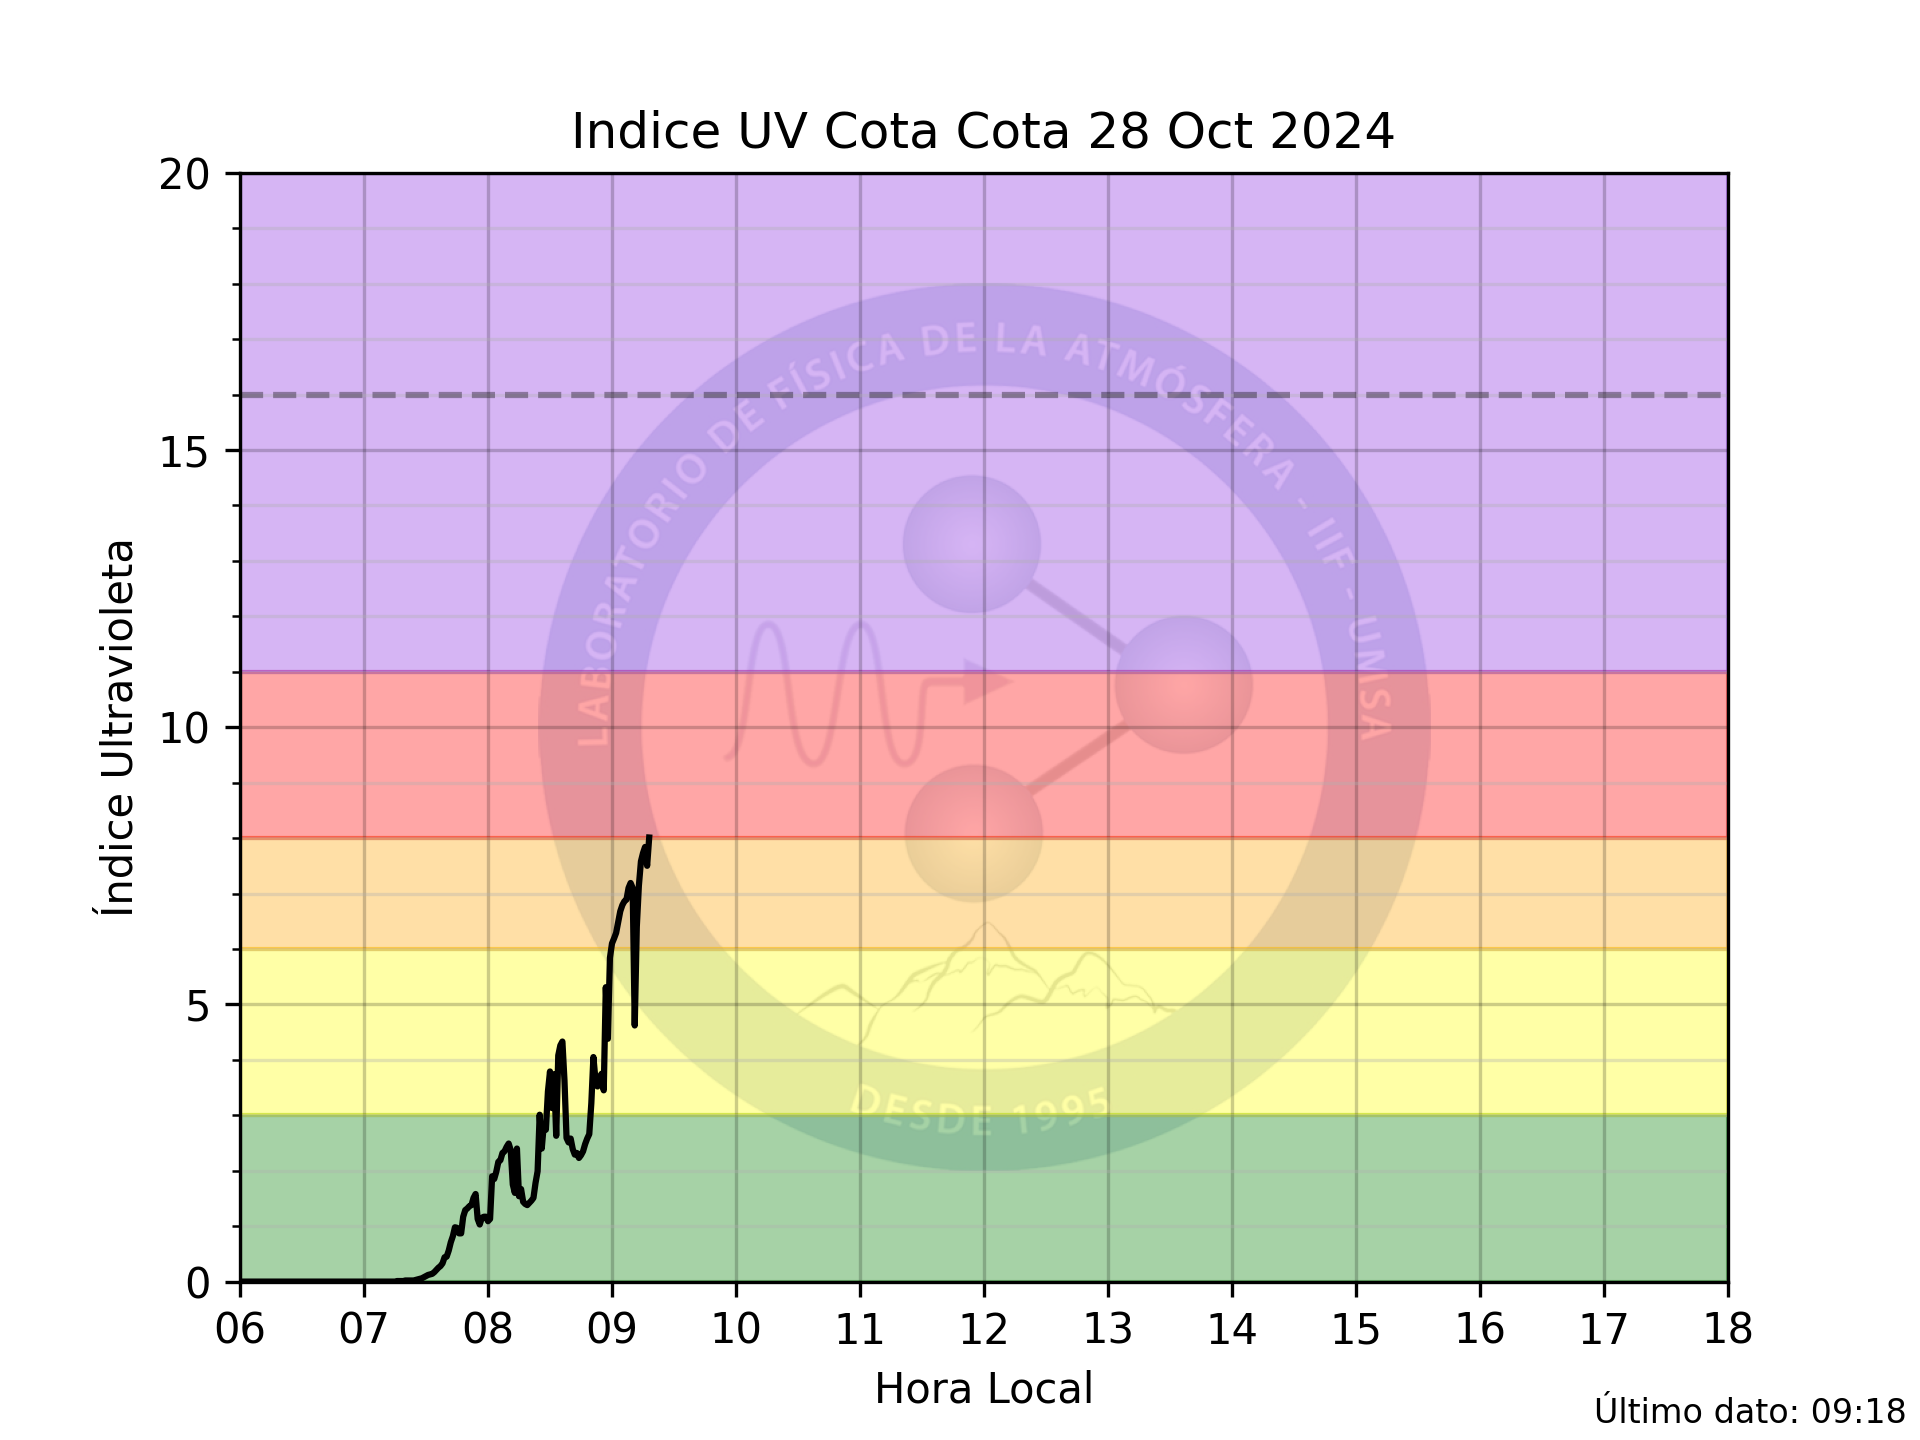 Indice UV Cota Cota 28 Oct 2024
20
15
10
5
0
Índice Ultravioleta
LABORATORIO DE FÍSICA DE LA ATMÓSFERA - IIF - UMSA
DESDE 1995
06 07 08 09 10 11 12 13 14 15 16 17 18
Hora Local
Último dato: 09:18